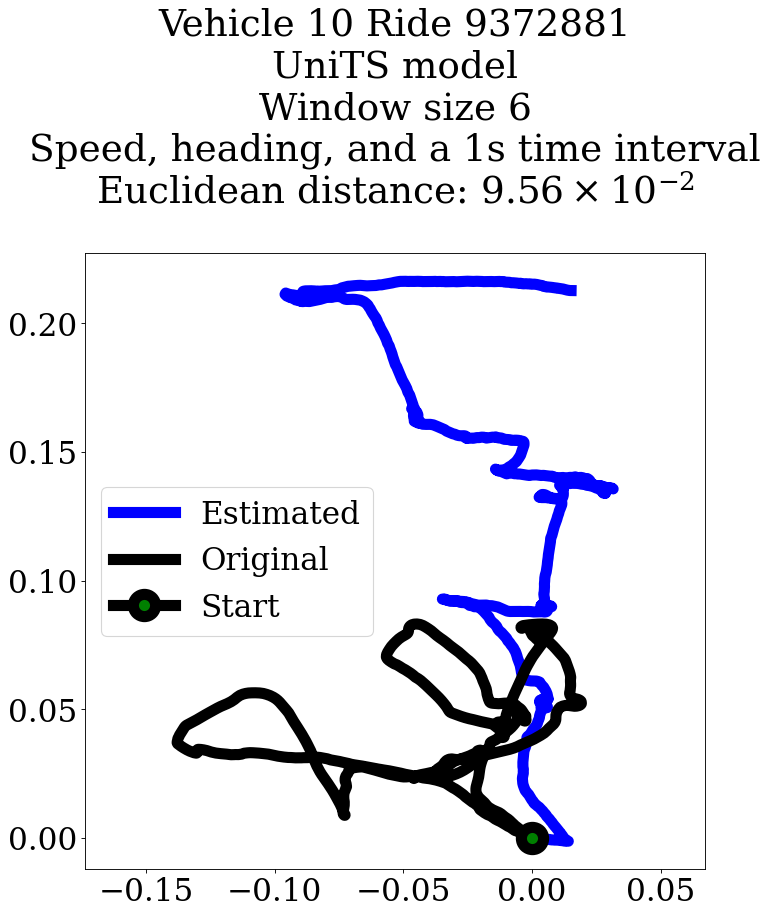 Vehicle 10 Ride 9372881
UniTS model
Window size 6
Speed, heading, and a 1s time interval
Euclidean distance: 9.56 × 10⁻²
0.20
0.15
Estimated
Original
0.10
Start
0.05
0.00
−0.15 −0.10 −0.05 0.00 0.05